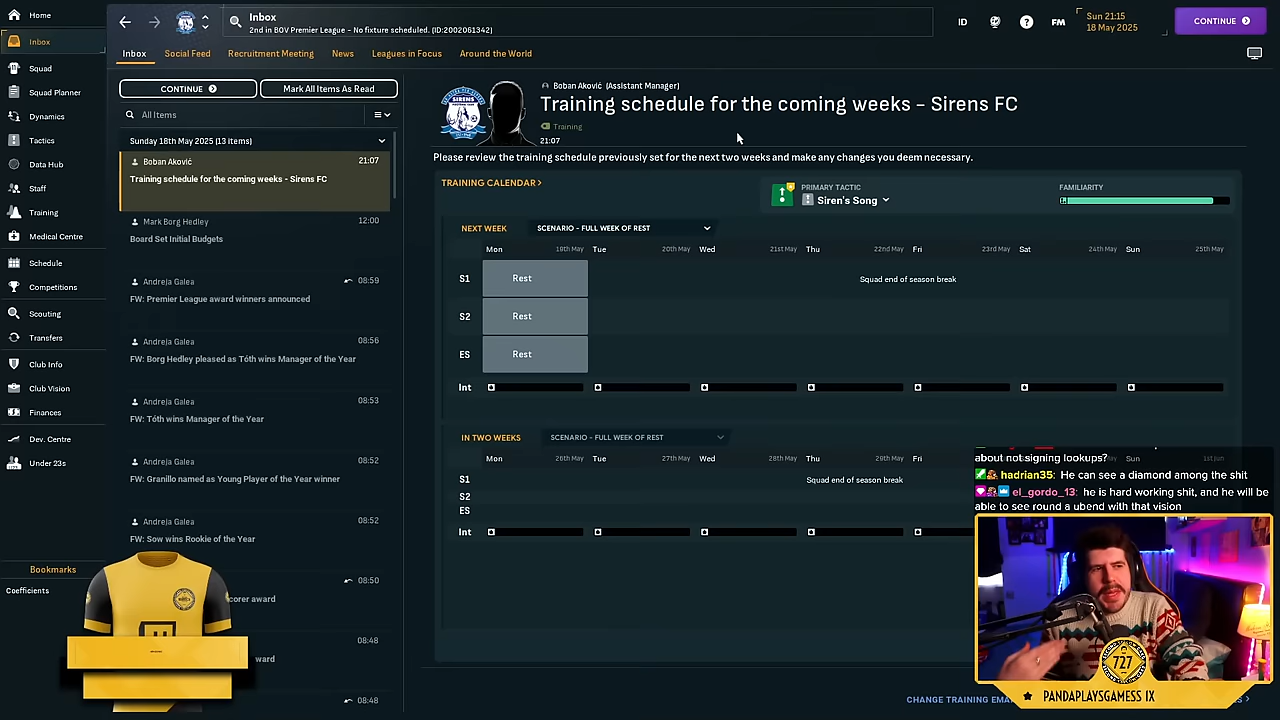 Home
Inbox
Squad
Squad Planner
Dynamics
Tactics
Data Hub
Staff
Training
Medical Centre
Schedule
Competitions
Scouting
Transfers
Club Info
Club Vision
Finances
Dev. Centre
Under 23s
Bookmarks
Coefficients
Inbox
2nd in BOV Premier League - No fixture scheduled. (ID:2002061342)
ID
FM
Sun 21:15
18 May 2025
CONTINUE
Inbox
Social Feed
Recruitment Meeting
News
Leagues in Focus
Around the World
CONTINUE
Mark All Items As Read
All Items
Sunday 18th May 2025 (13 items)
Boban Aković 21:07
Training schedule for the coming weeks - Sirens FC
Mark Borg Hedley 12:00
Board Set Initial Budgets
Andreja Galea 08:59
FW: Premier League award winners announced
Andreja Galea 08:56
FW: Borg Hedley pleased as Tóth wins Manager of the Year
Andreja Galea 08:53
FW: Tóth wins Manager of the Year
Andreja Galea 08:52
FW: Granillo named as Young Player of the Year winner
Andreja Galea 08:52
FW: Sow wins Rookie of the Year
08:50
corer award
08:48
ward
08:48
SIRENS
Boban Aković (Assistant Manager)
Training schedule for the coming weeks - Sirens FC
Training
21:07
Please review the training schedule previously set for the next two weeks and make any changes you deem necessary.
TRAINING CALENDAR >
PRIMARY TACTIC
Siren's Song
FAMILIARITY
NEXT WEEK SCENARIO - FULL WEEK OF REST
Mon 19th May Tue 20th May Wed 21st May Thu 22nd May Fri 23rd May Sat 24th May Sun 25th May
S1 Rest Squad end of season break
S2 Rest
ES Rest
Int
IN TWO WEEKS SCENARIO - FULL WEEK OF REST
Mon 26th May Tue 27th May Wed 28th May Thu 29th May Fri Sun 1st Jun
S1 Squad end of season break
S2
ES
Int
CHANGE TRAINING EMA
about not signing lookups?
hadrian35: He can see a diamond among the shit
el_gordo_13: he is hard working shit, and he will be
able to see round a ubend with that vision
727
PANDAPLAYSGAMESS IX